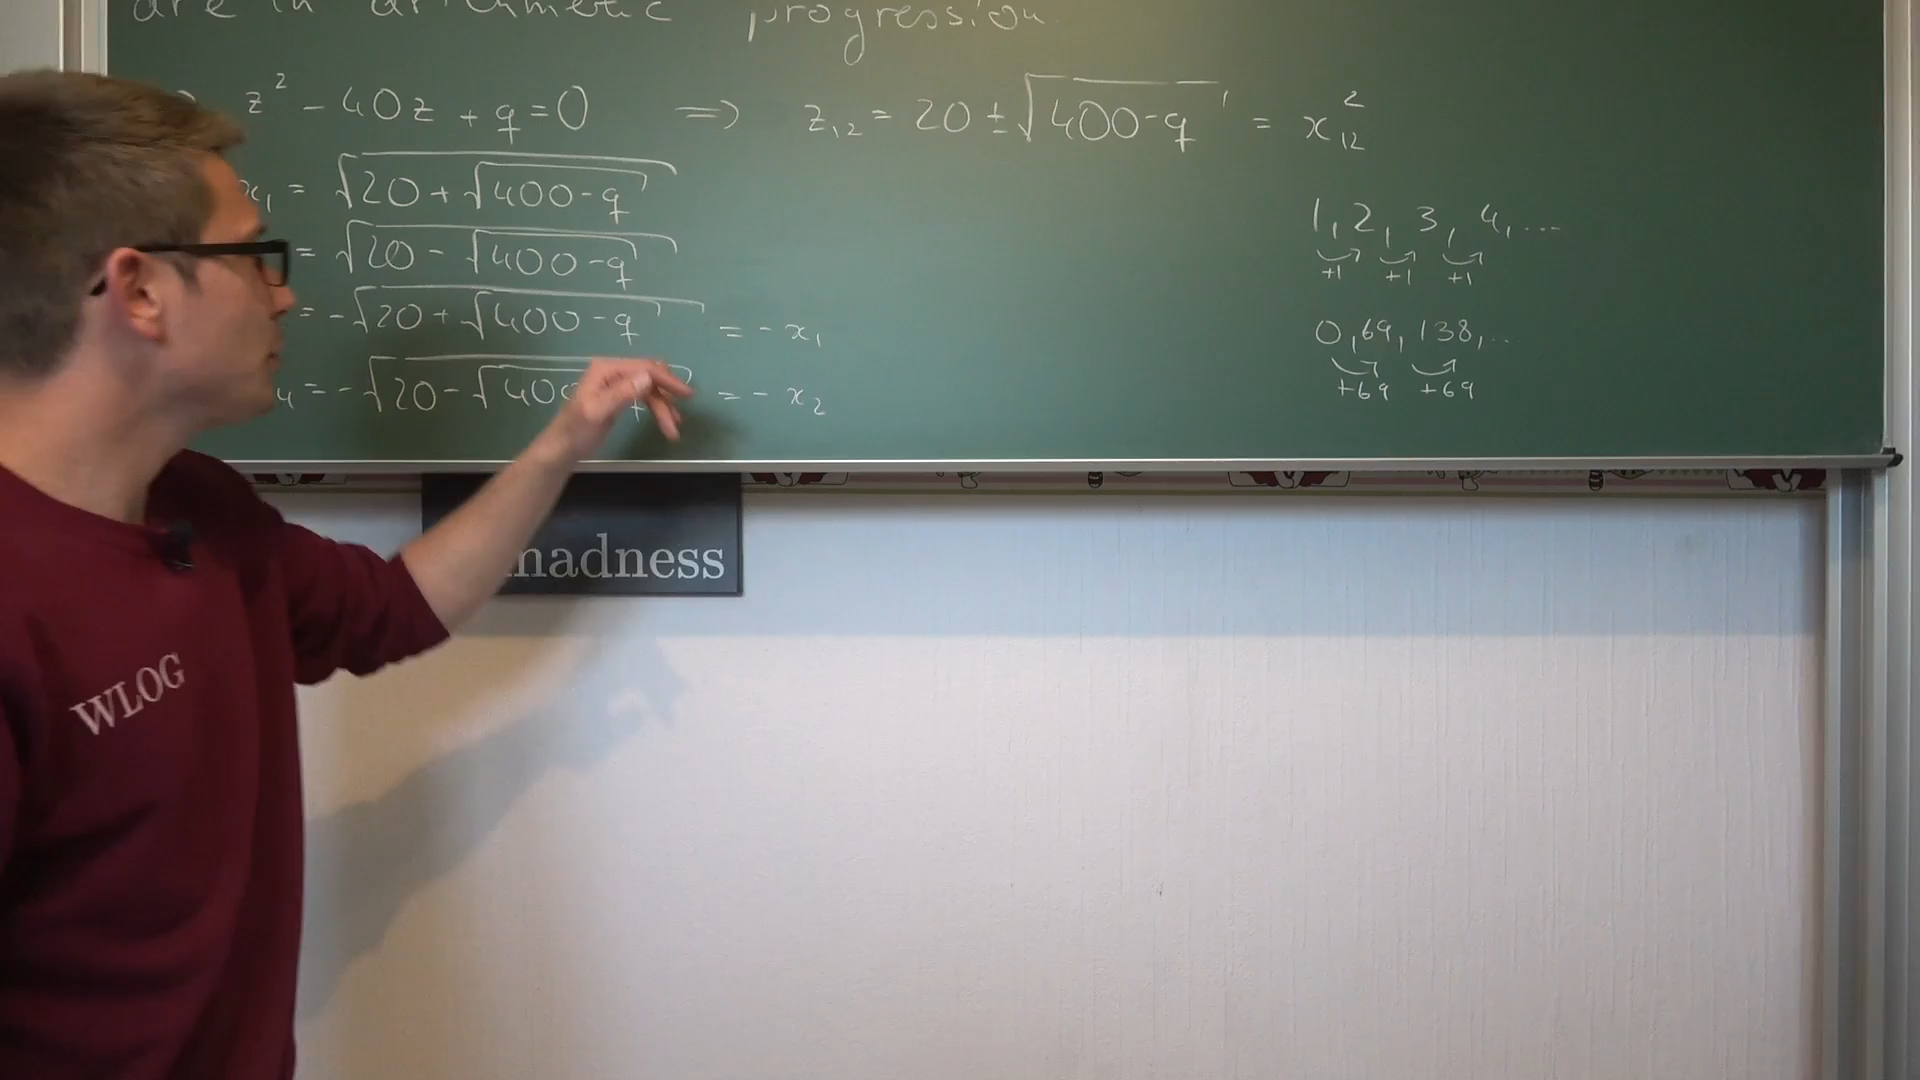 are in arithmetic progression.
z² - 40z + q = 0 ⇒ z₁,₂ = 20 ± √(400-q) = x²₁₂
x₁ = √(20 + √(400-q))
= √(20 - √(400-q))
= -√(20 + √(400-q)) = - x₁
₄ = -√(20 - √(400 = - x₂
1, 2, 3, 4, ...
+1 +1 +1
0, 69, 138, ...
+69 +69
madness
WLOG